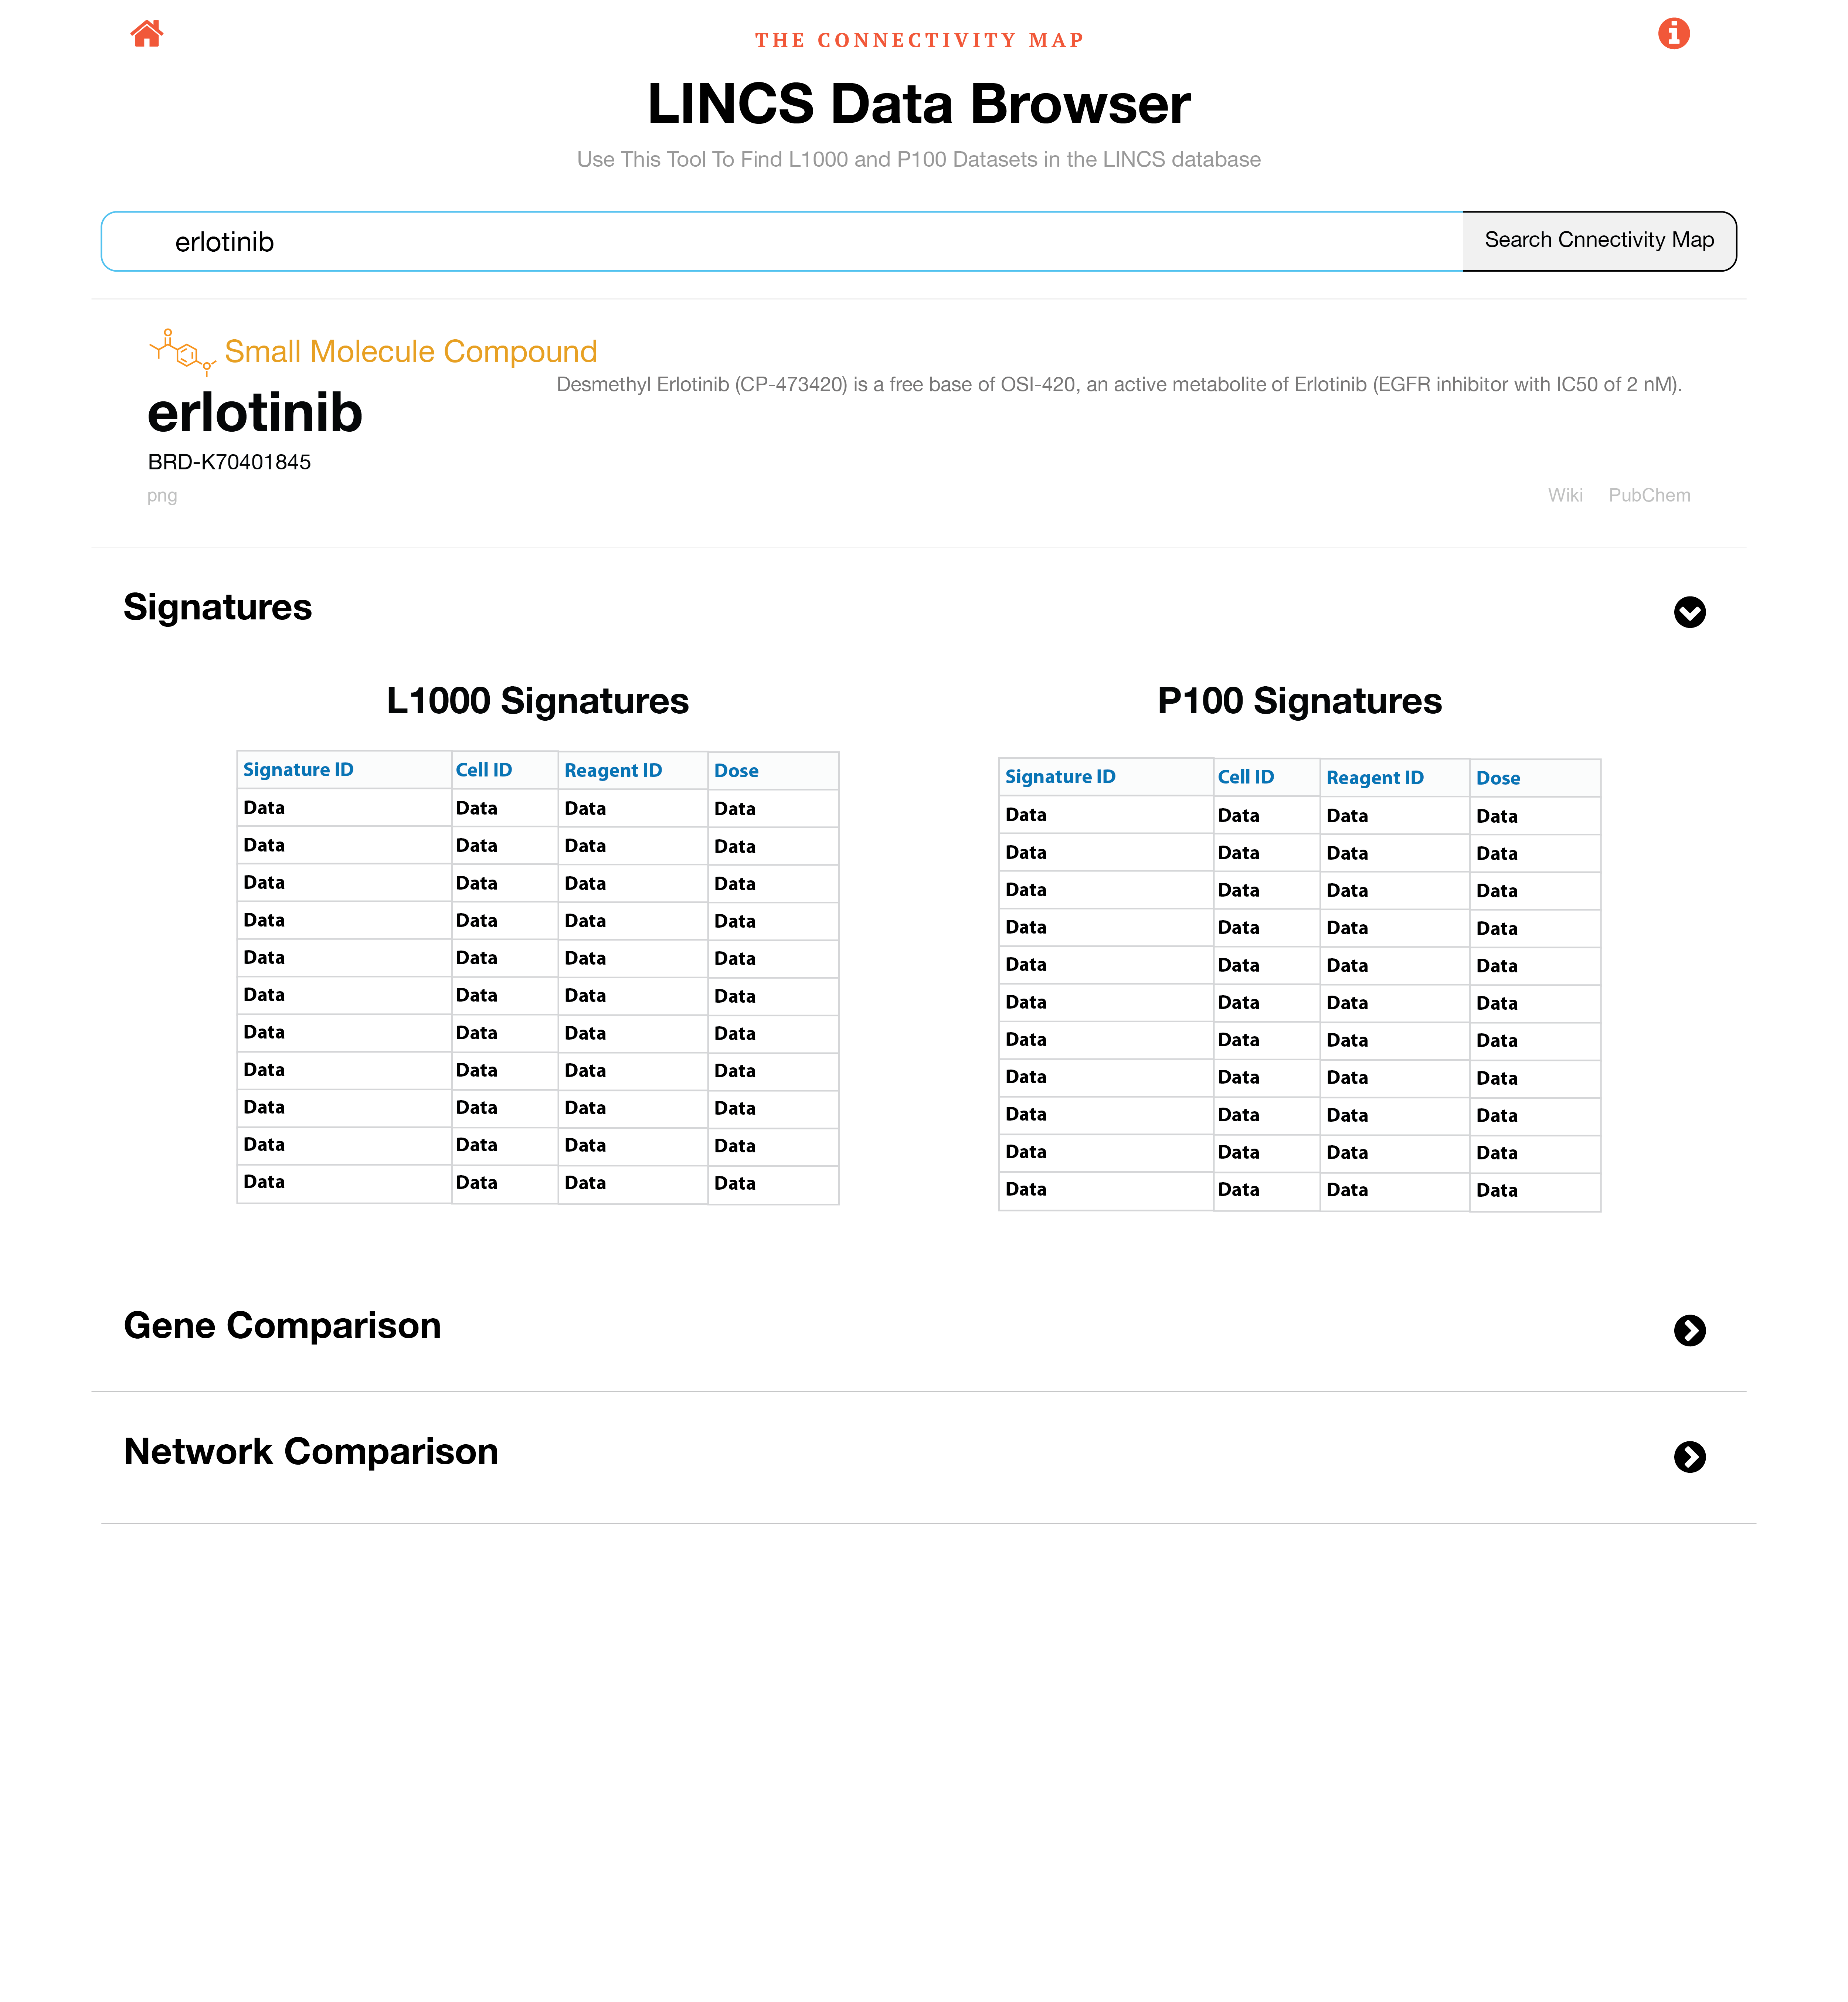 THE CONNECTIVITY MAP
LINCS Data Browser
Use This Tool To Find L1000 and P100 Datasets in the LINCS database
erlotinib
Search Cnnectivity Map
Small Molecule Compound
Desmethyl Erlotinib (CP-473420) is a free base of OSI-420, an active metabolite of Erlotinib (EGFR inhibitor with IC50 of 2 nM).
erlotinib
BRD-K70401845
png
Wiki PubChem
Signatures
L1000 Signatures
Signature ID Cell ID Reagent ID Dose
Data Data Data Data
Data Data Data Data
Data Data Data Data
Data Data Data Data
Data Data Data Data
Data Data Data Data
Data Data Data Data
Data Data Data Data
Data Data Data Data
Data Data Data Data
Data Data Data Data
P100 Signatures
Signature ID Cell ID Reagent ID Dose
Data Data Data Data
Data Data Data Data
Data Data Data Data
Data Data Data Data
Data Data Data Data
Data Data Data Data
Data Data Data Data
Data Data Data Data
Data Data Data Data
Data Data Data Data
Data Data Data Data
Gene Comparison
Network Comparison